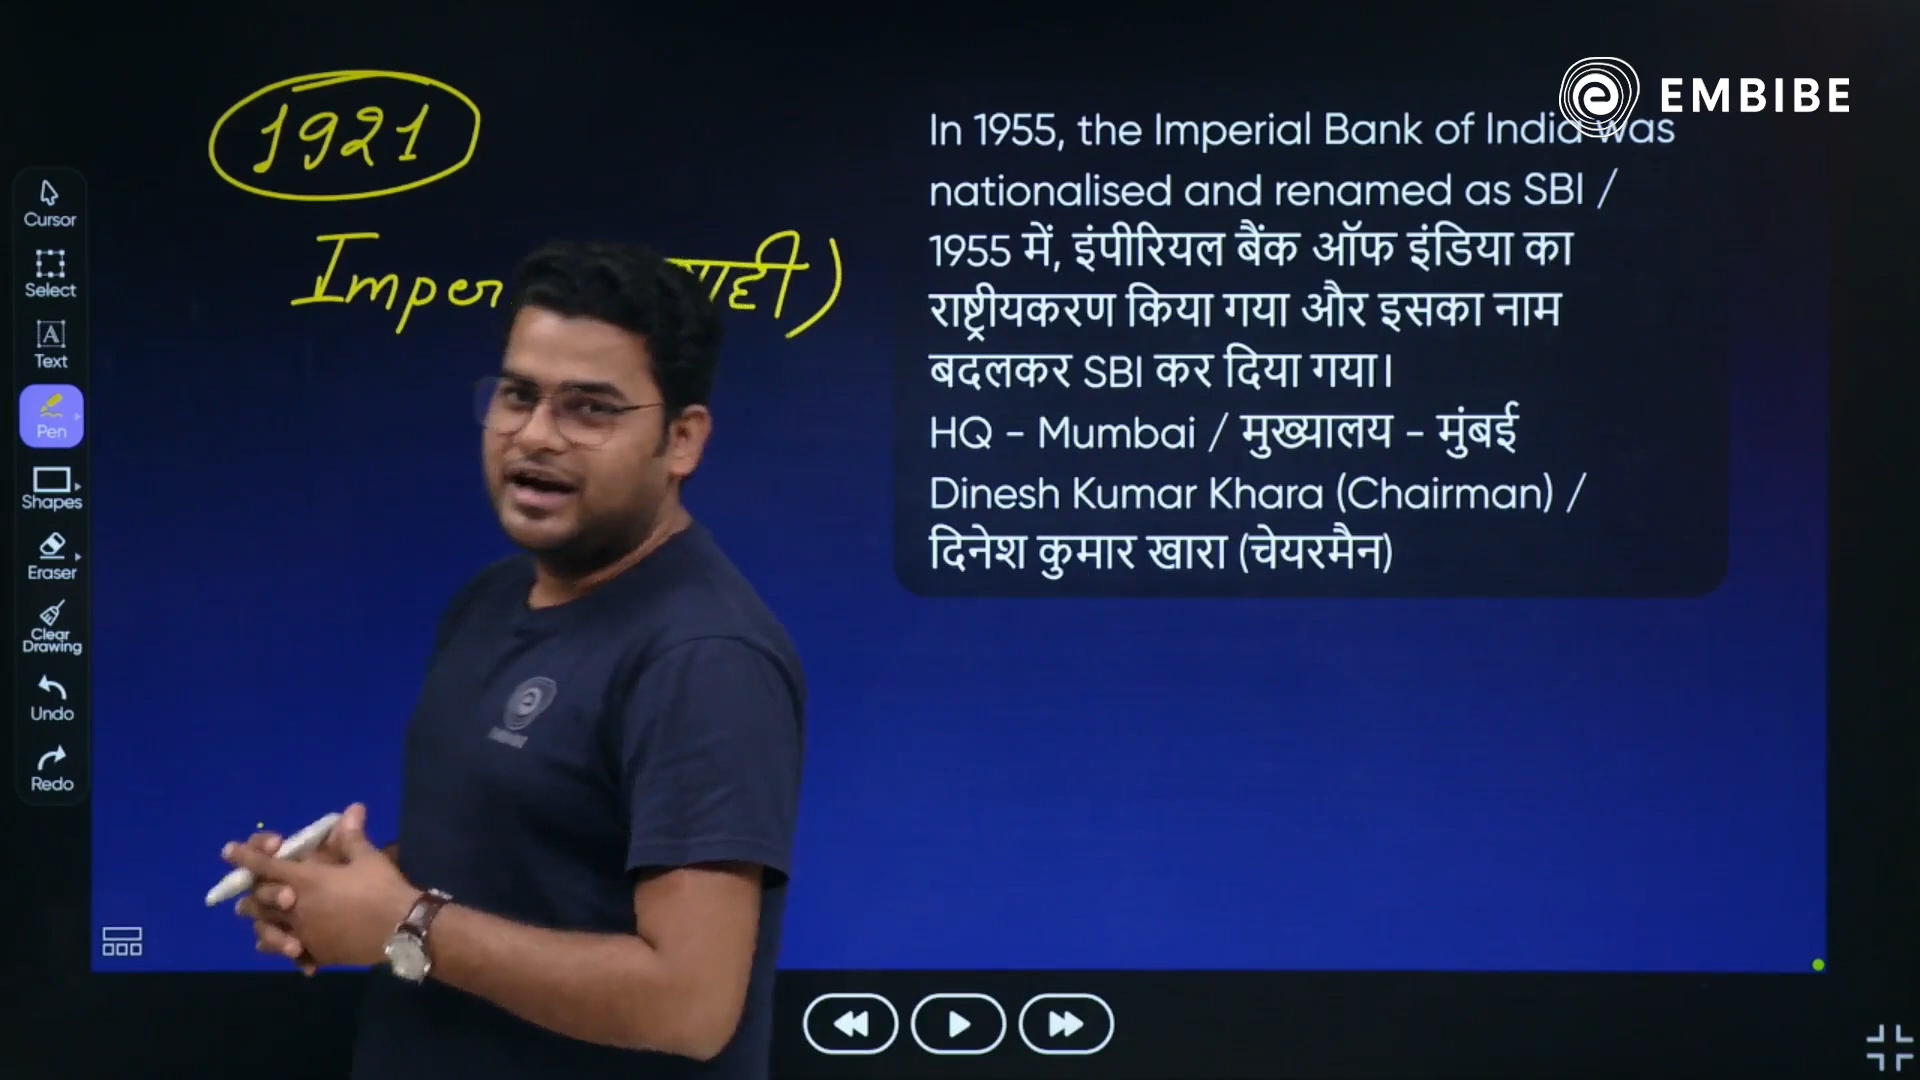 EMBIBE
1921
Imper
In 1955, the Imperial Bank of India was
nationalised and renamed as SBI /
1955 में, इंपीरियल बैंक ऑफ इंडिया का
राष्ट्रीयकरण किया गया और इसका नाम
बदलकर SBI कर दिया गया।
HQ - Mumbai / मुख्यालय - मुंबई
Dinesh Kumar Khara (Chairman) /
दिनेश कुमार खारा (चेयरमैन)
Cursor
Select
Text
Pen
Shapes
Eraser
Clear
Drawing
Undo
Redo